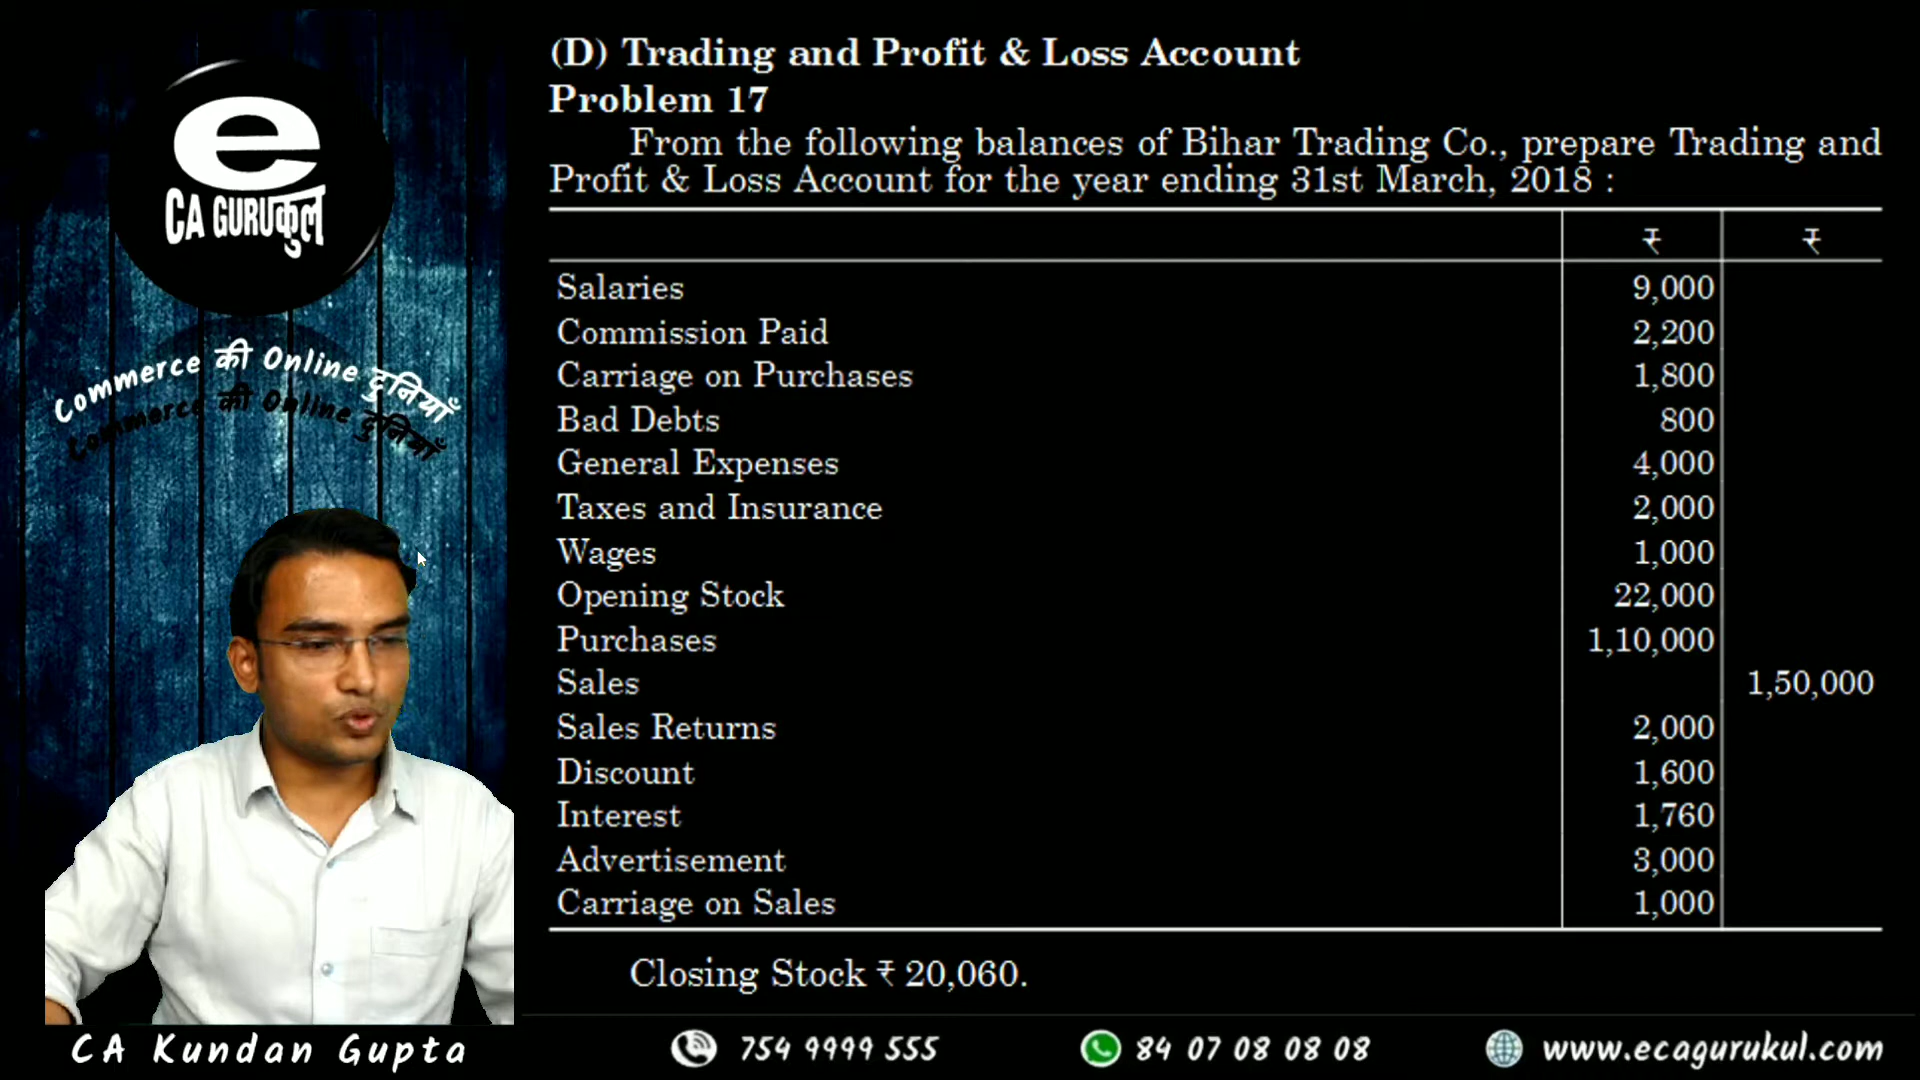 e
CA GURUकुल
Commerce की Online दुनियाँ
Commerce की Online दुनियाँ
(D) Trading and Profit & Loss Account
Problem 17
From the following balances of Bihar Trading Co., prepare Trading and
Profit & Loss Account for the year ending 31st March, 2018 :
₹ ₹
Salaries 9,000
Commission Paid 2,200
Carriage on Purchases 1,800
Bad Debts 800
General Expenses 4,000
Taxes and Insurance 2,000
Wages 1,000
Opening Stock 22,000
Purchases 1,10,000
Sales 1,50,000
Sales Returns 2,000
Discount 1,600
Interest 1,760
Advertisement 3,000
Carriage on Sales 1,000
Closing Stock ₹ 20,060.
CA Kundan Gupta 754 9999 555 84 07 08 08 08 www.ecagurukul.com